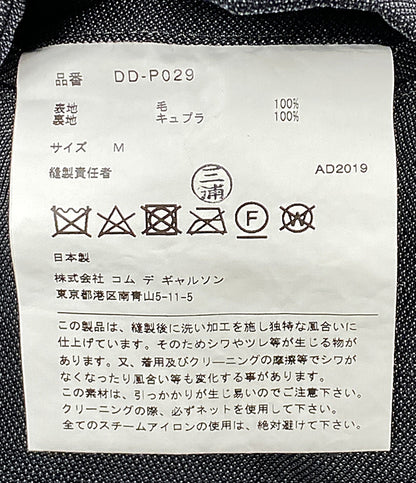 品番 DD-P029
表地 毛 100%
裏地 キュプラ 100%
サイズ M
縫製責任者 三浦 AD2019
F W
日本製
株式会社 コム デ ギャルソン
東京都港区南青山5-11-5
この製品は、縫製後に洗い加工を施し独特な風合いに
仕上げています。そのためシワやツレ等が生じる物が
あります。又、着用及びクリーニングの摩擦等でシワが
なくなったり風合い等も変化する事があります。
この素材は、引っかかりが生じ易いのでご注意下さい。
クリーニングの際、必ずネットを使用して下さい。
全てのスチームアイロンの使用は、絶対避けて下さい。